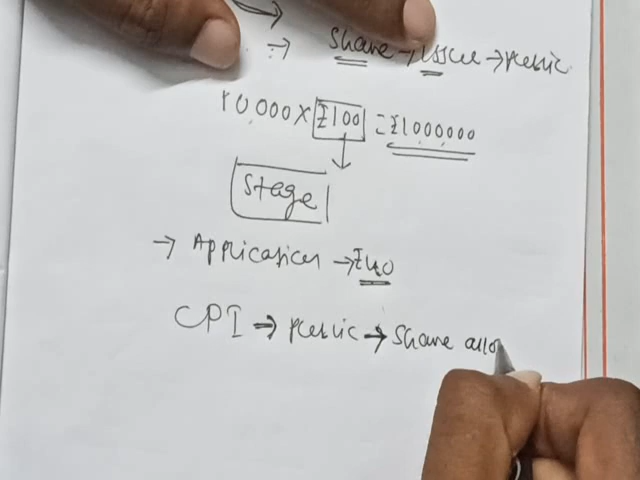 → Share → Issue → Public
10,000 × ₹100 = ₹1000000
Stage
→ Application → ₹40
CPI → Public → Share allo